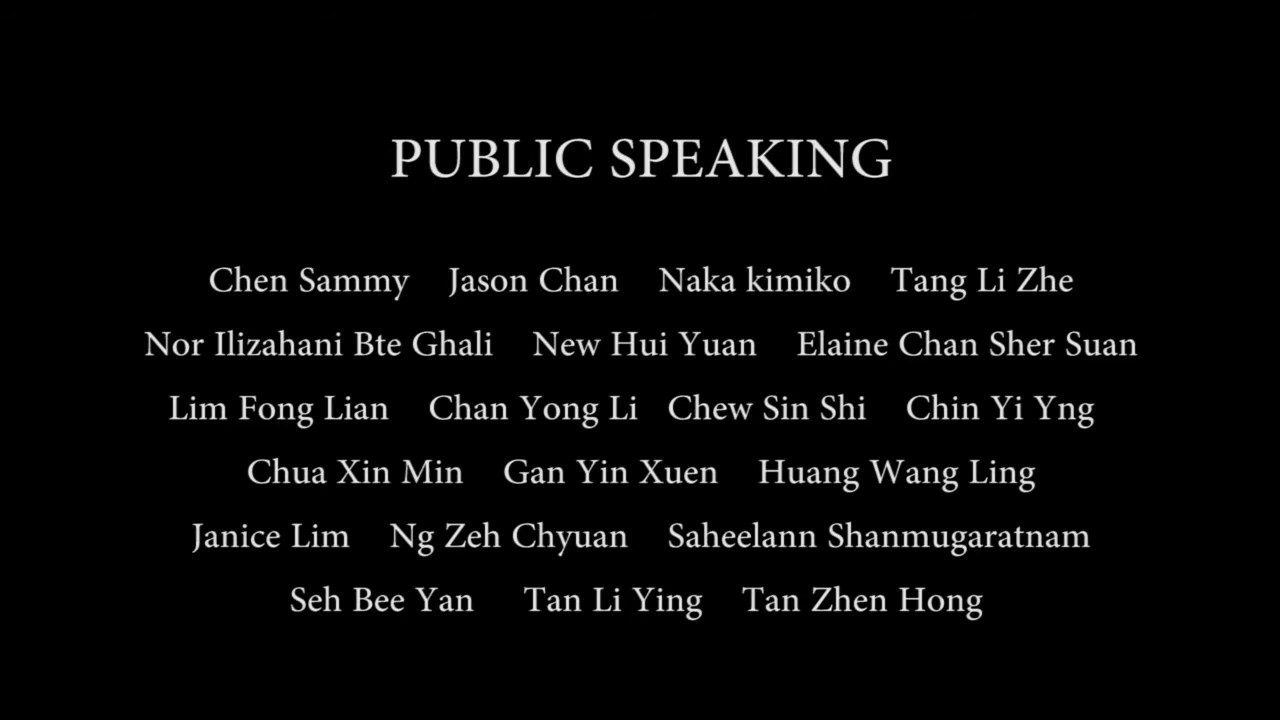 PUBLIC SPEAKING
Chen Sammy Jason Chan Naka kimiko Tang Li Zhe
Nor Ilizahani Bte Ghali New Hui Yuan Elaine Chan Sher Suan
Lim Fong Lian Chan Yong Li Chew Sin Shi Chin Yi Yng
Chua Xin Min Gan Yin Xuen Huang Wang Ling
Janice Lim Ng Zeh Chyuan Saheelann Shanmugaratnam
Seh Bee Yan Tan Li Ying Tan Zhen Hong